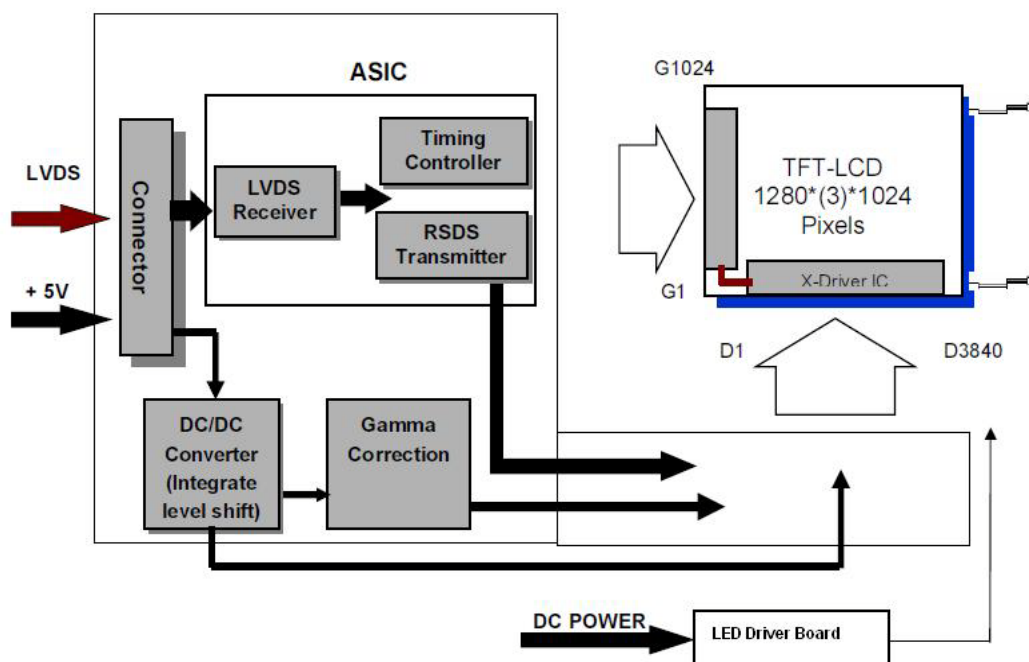 ASIC
G1024
Timing
Controller
LVDS
Connector
LVDS
Receiver
TFT-LCD
1280*(3)*1024
Pixels
RSDS
Transmitter
+ 5V
G1
X-Driver IC
D1
D3840
DC/DC
Converter
(Integrate
level shift)
Gamma
Correction
DC POWER
LED Driver Board